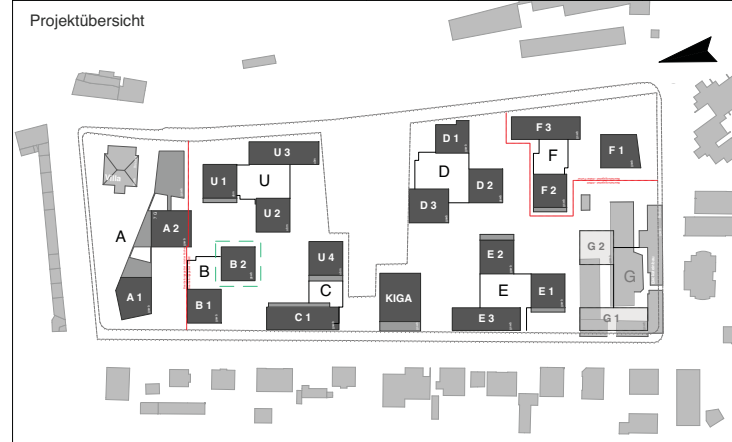 Projektübersicht
F 3
D 1
U 3
F
F 1
Villa
U 1
U
D
D 2
F 2
D 3
U 2
A
A 2
G 2
U 4
E 2
B
B 2
G
A 1
C
KIGA
E
E 1
B 1
C 1
E 3
G 1